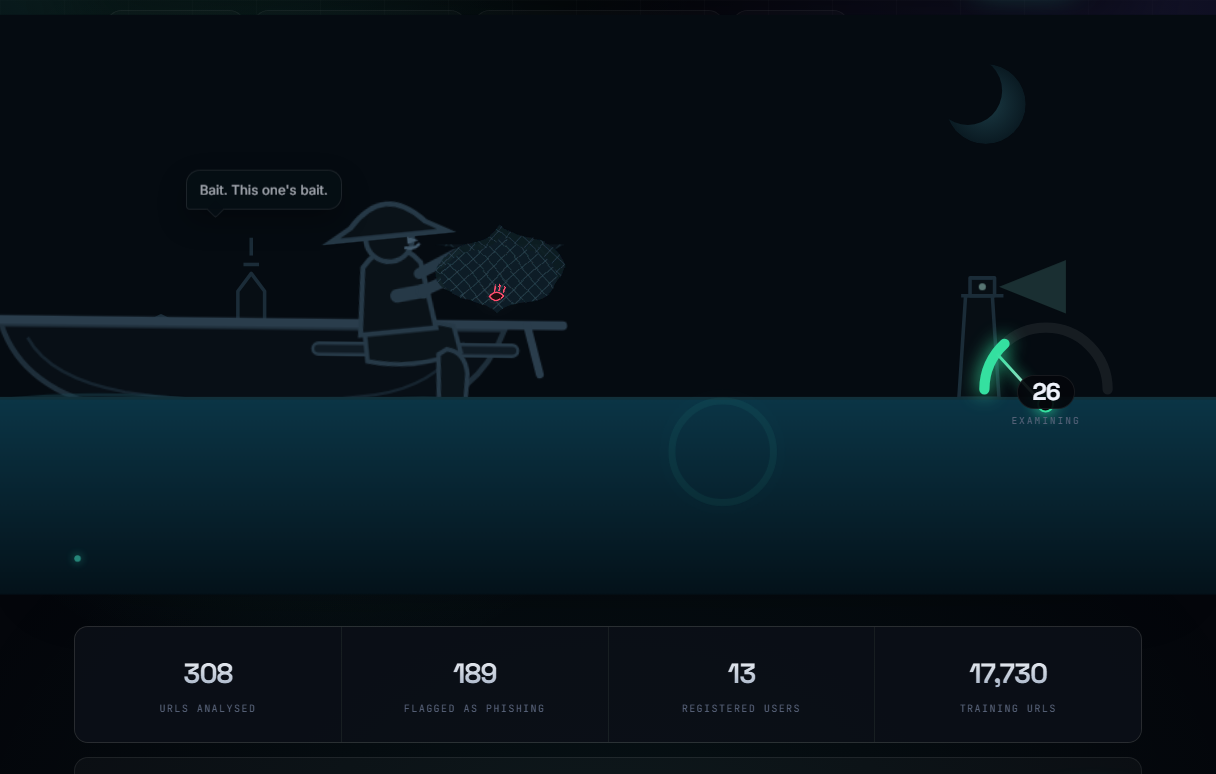 Bait. This one's bait.
26
EXAMINING
308
189
13
17,730
URLS ANALYSED
FLAGGED AS PHISHING
REGISTERED USERS
TRAINING URLS